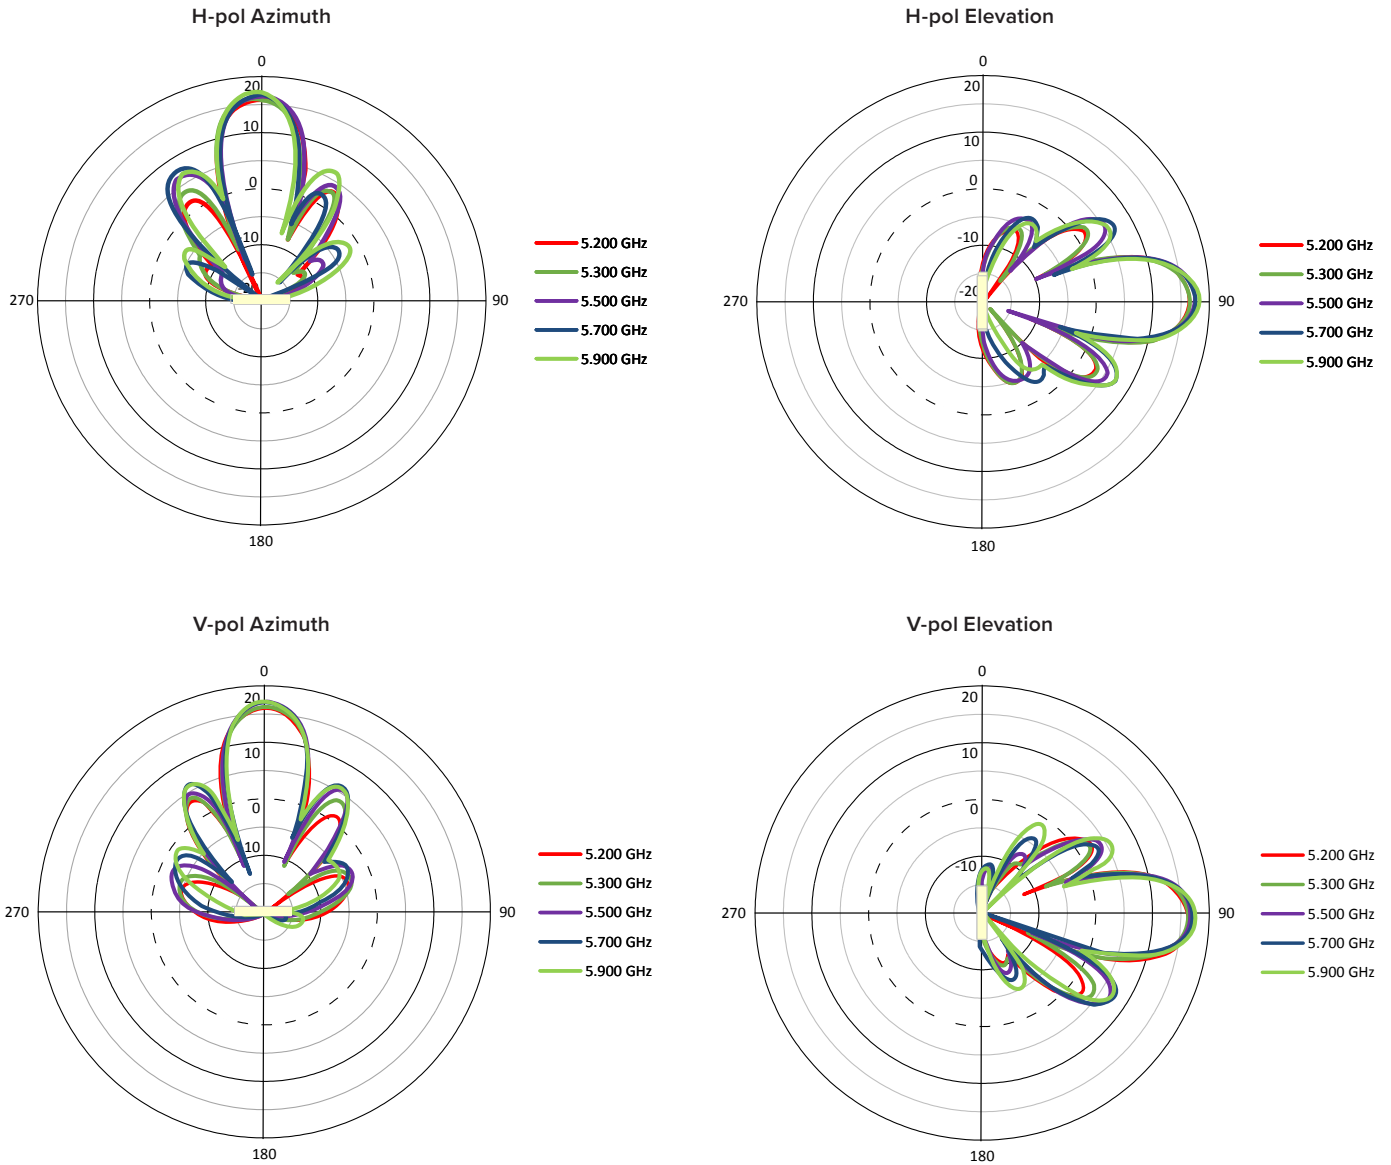 H-pol Azimuth
0
20
10
0
-10
-2
270
90
180
5.200 GHz
5.300 GHz
5.500 GHz
5.700 GHz
5.900 GHz
H-pol Elevation
0
20
10
0
-10
-20
270
90
180
5.200 GHz
5.300 GHz
5.500 GHz
5.700 GHz
5.900 GHz
V-pol Azimuth
0
20
10
0
10
270
90
180
5.200 GHz
5.300 GHz
5.500 GHz
5.700 GHz
5.900 GHz
V-pol Elevation
0
20
10
0
-10
270
90
180
5.200 GHz
5.300 GHz
5.500 GHz
5.700 GHz
5.900 GHz